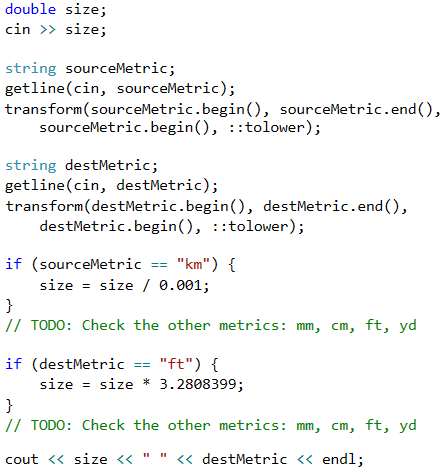 double size;
cin >> size;
string sourceMetric;
getline(cin, sourceMetric);
transform(sourceMetric.begin(), sourceMetric.end(),
sourceMetric.begin(), ::tolower);
string destMetric;
getline(cin, destMetric);
transform(destMetric.begin(), destMetric.end(),
destMetric.begin(), ::tolower);
if (sourceMetric == "km") {
size = size / 0.001;
}
// TODO: Check the other metrics: mm, cm, ft, yd
if (destMetric == "ft") {
size = size * 3.2808399;
}
// TODO: Check the other metrics: mm, cm, ft, yd
cout << size << " " << destMetric << endl;